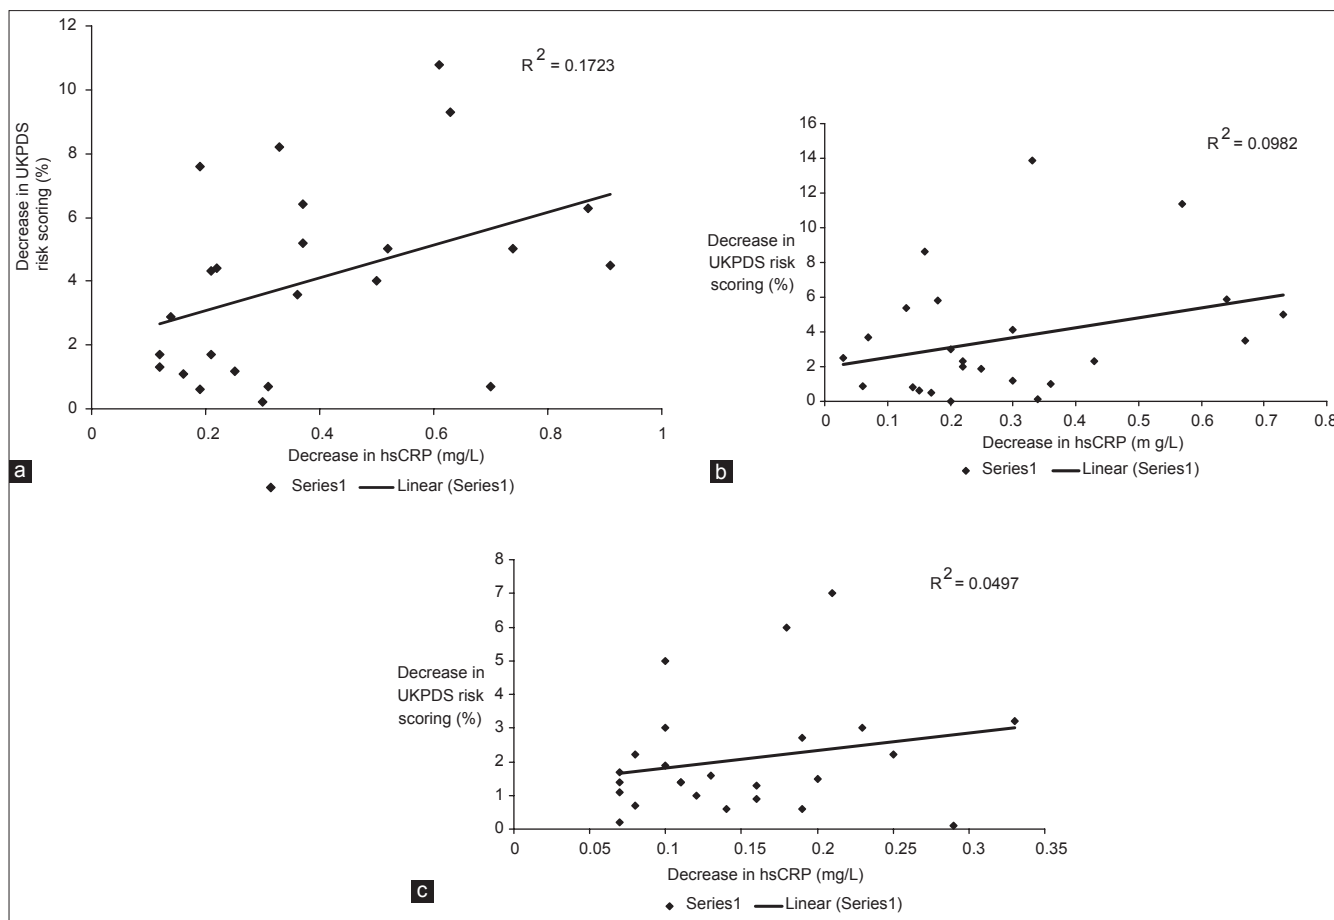 12
10
8
6
4
2
0
Decrease in UKPDS
risk scoring (%)
R2 = 0.1723
0 0.2 0.4 0.6 0.8 1
Decrease in hsCRP (mg/L)
a
Series1 Linear (Series1)
16
14
12
10
8
6
4
2
0
Decrease in
UKPDS risk
scoring (%)
R2 = 0.0982
0 0.1 0.2 0.3 0.4 0.5 0.6 0.7 0.8
Decrease in hsCRP (m g/L)
b
Series1 Linear (Series1)
8
7
6
5
4
3
2
1
0
Decrease in
UKPDS risk
scoring (%)
R2 = 0.0497
0 0.05 0.1 0.15 0.2 0.25 0.3 0.35
Decrease in hsCRP (mg/L)
c
Series1 Linear (Series1)